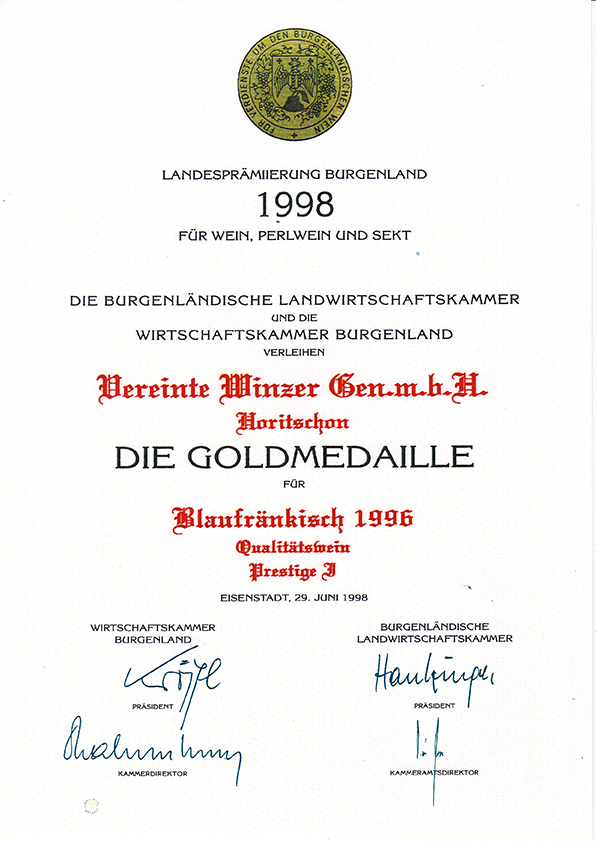 FÜR VERDIENSTE UM DEN BURGENLÄNDISCHEN WEIN
LANDESPRÄMIIERUNG BURGENLAND
1998
FÜR WEIN, PERLWEIN UND SEKT
DIE BURGENLÄNDISCHE LANDWIRTSCHAFTSKAMMER
UND DIE
WIRTSCHAFTSKAMMER BURGENLAND
VERLEIHEN
Vereinte Winzer Gen.m.b.H.
Horitschon
DIE GOLDMEDAILLE
FÜR
Blaufränkisch 1996
Qualitätswein
Prestige I
EISENSTADT, 29. JUNI 1998
WIRTSCHAFTSKAMMER
BURGENLAND
PRÄSIDENT
KAMMERDIREKTOR
BURGENLÄNDISCHE
LANDWIRTSCHAFTSKAMMER
PRÄSIDENT
KAMMERAMTSDIREKTOR